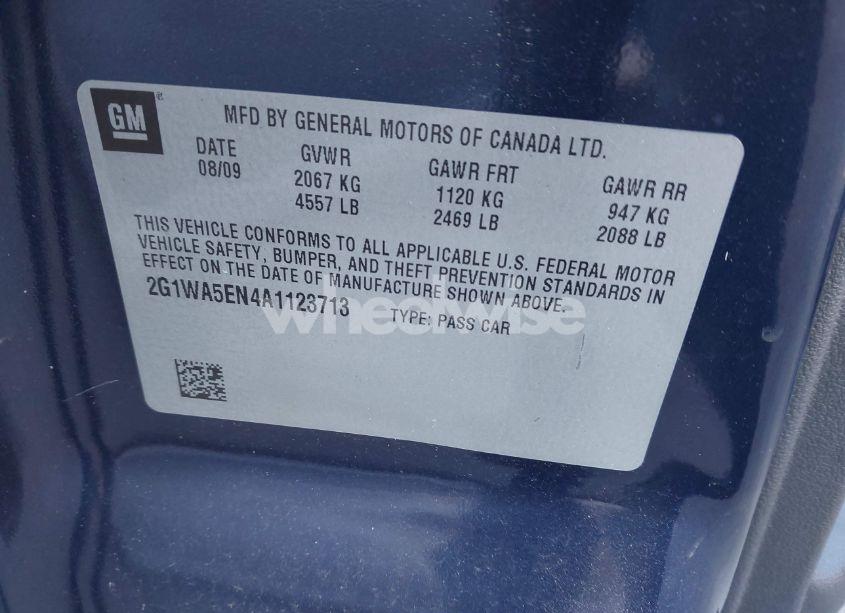 GM
MFD BY GENERAL MOTORS OF CANADA LTD.
DATE GVWR GAWR FRT GAWR RR
08/09 2067 KG 1120 KG 947 KG
4557 LB 2469 LB 2088 LB
THIS VEHICLE CONFORMS TO ALL APPLICABLE U.S. FEDERAL MOTOR
VEHICLE SAFETY, BUMPER, AND THEFT PREVENTION STANDARDS IN
EFFECT ON THE DATE OF MANUFACTURE SHOWN ABOVE.
2G1WA5EN4A1123713 TYPE: PASS CAR
wheelwise